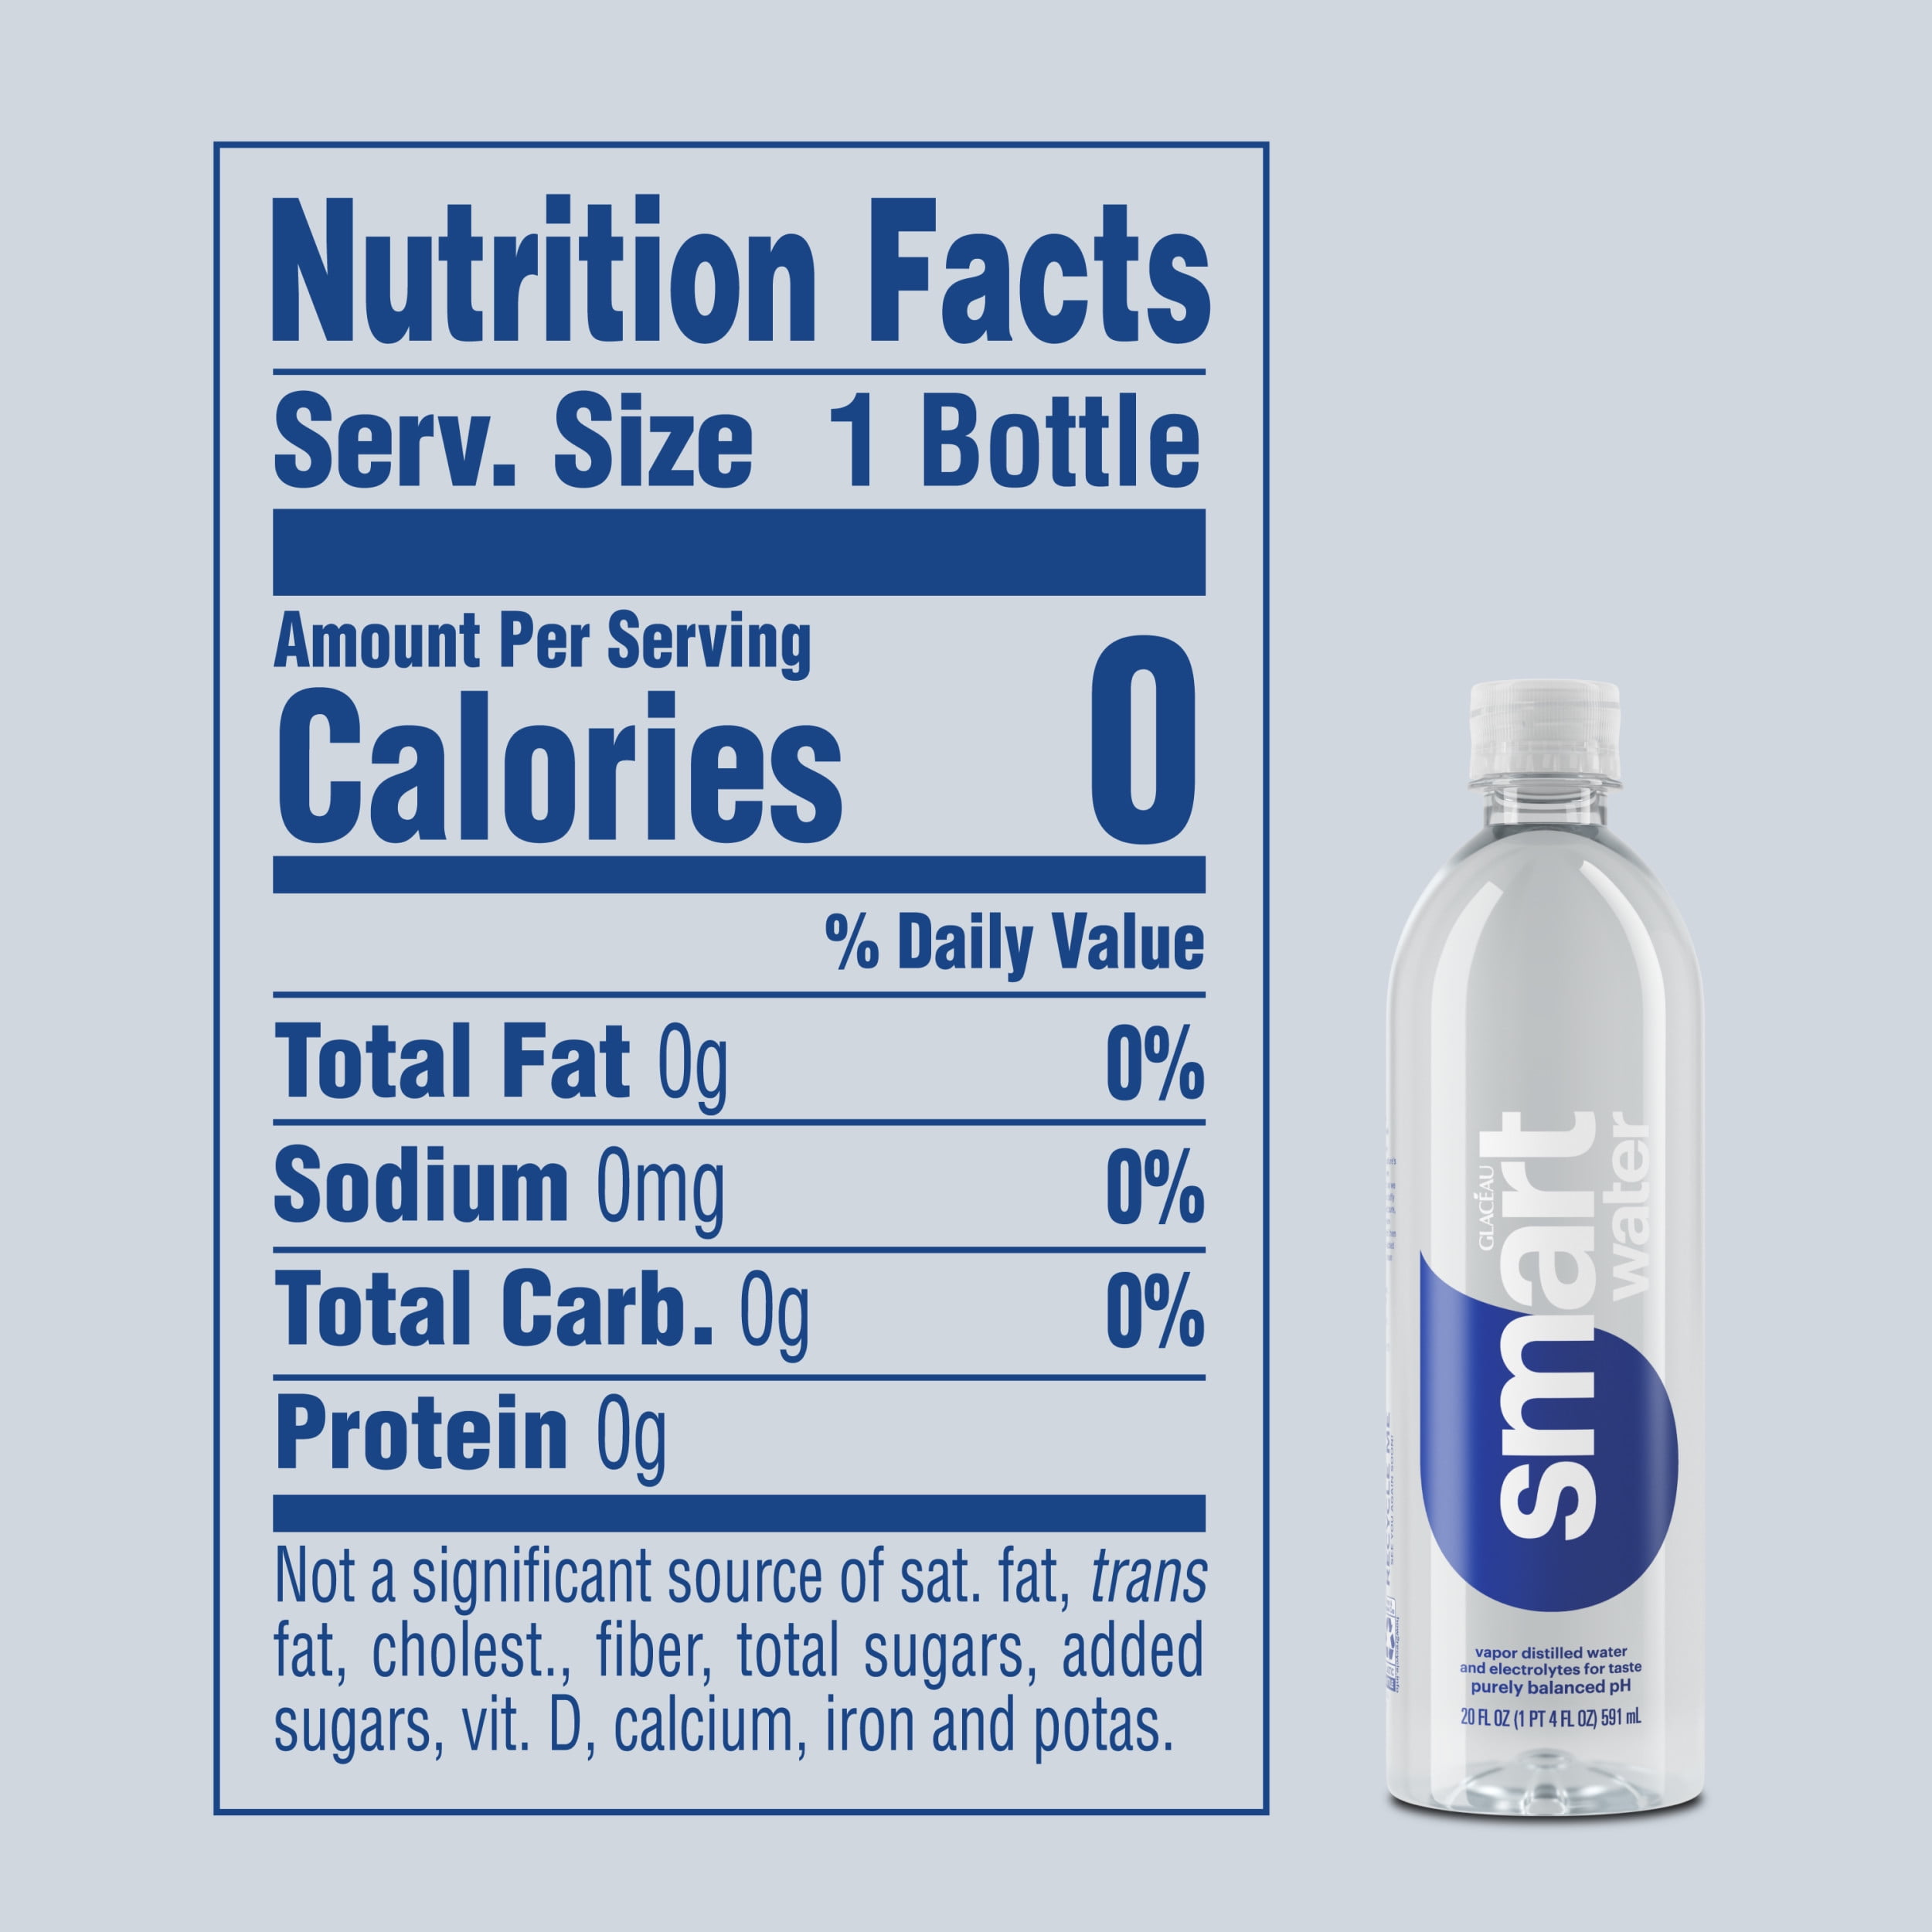 Nutrition Facts
Serv. Size 1 Bottle
Amount Per Serving
Calories 0
% Daily Value
Total Fat 0g 0%
Sodium 0mg 0%
Total Carb. 0g 0%
Protein 0g
Not a significant source of sat. fat, trans
fat, cholest., fiber, total sugars, added
sugars, vit. D, calcium, iron and potas.
GLACÉAU
smart
water
vapor distilled water
and electrolytes for taste
purely balanced pH
20 FL OZ (1 PT 4 FL OZ) 591 mL